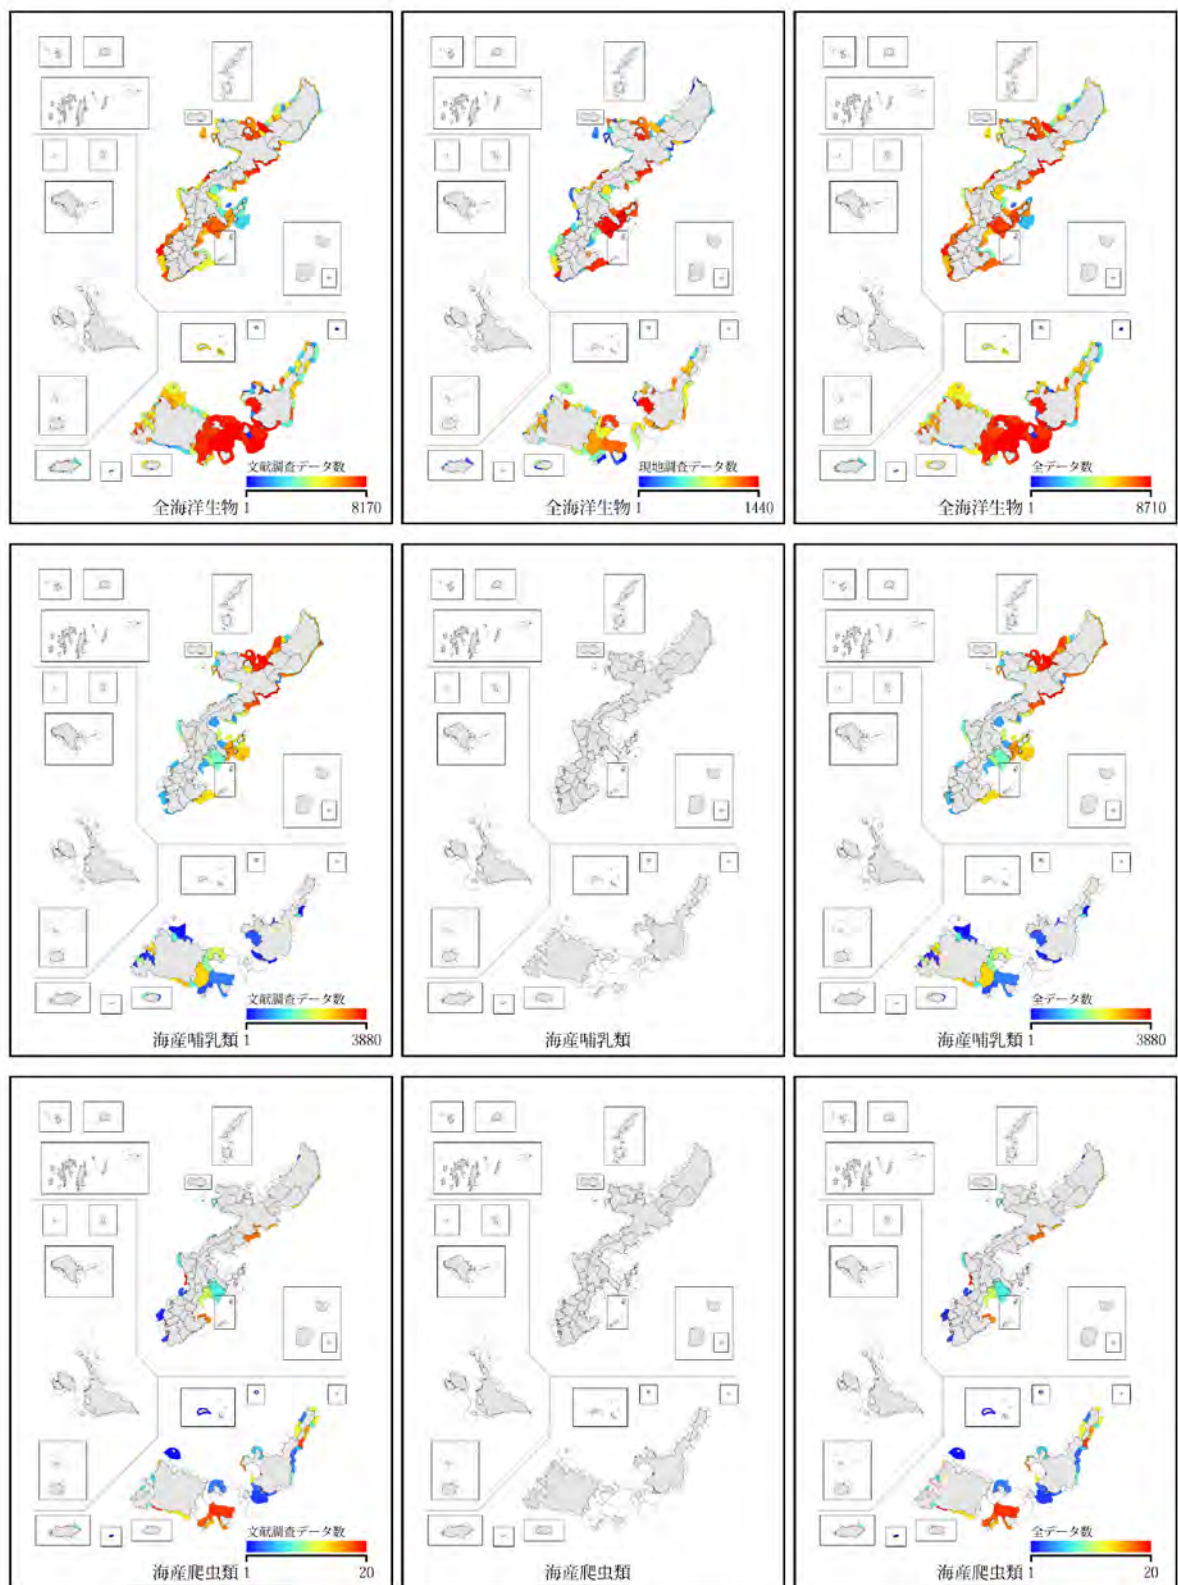 文献調査データ数
全海洋生物 1 8170
現地調査データ数
全海洋生物 1 1440
全データ数
全海洋生物 1 8710
文献調査データ数
海産哺乳類 1 3880
海産哺乳類
全データ数
海産哺乳類 1 3880
文献調査データ数
海産爬虫類 1 20
海産爬虫類
全データ数
海産爬虫類 1 20